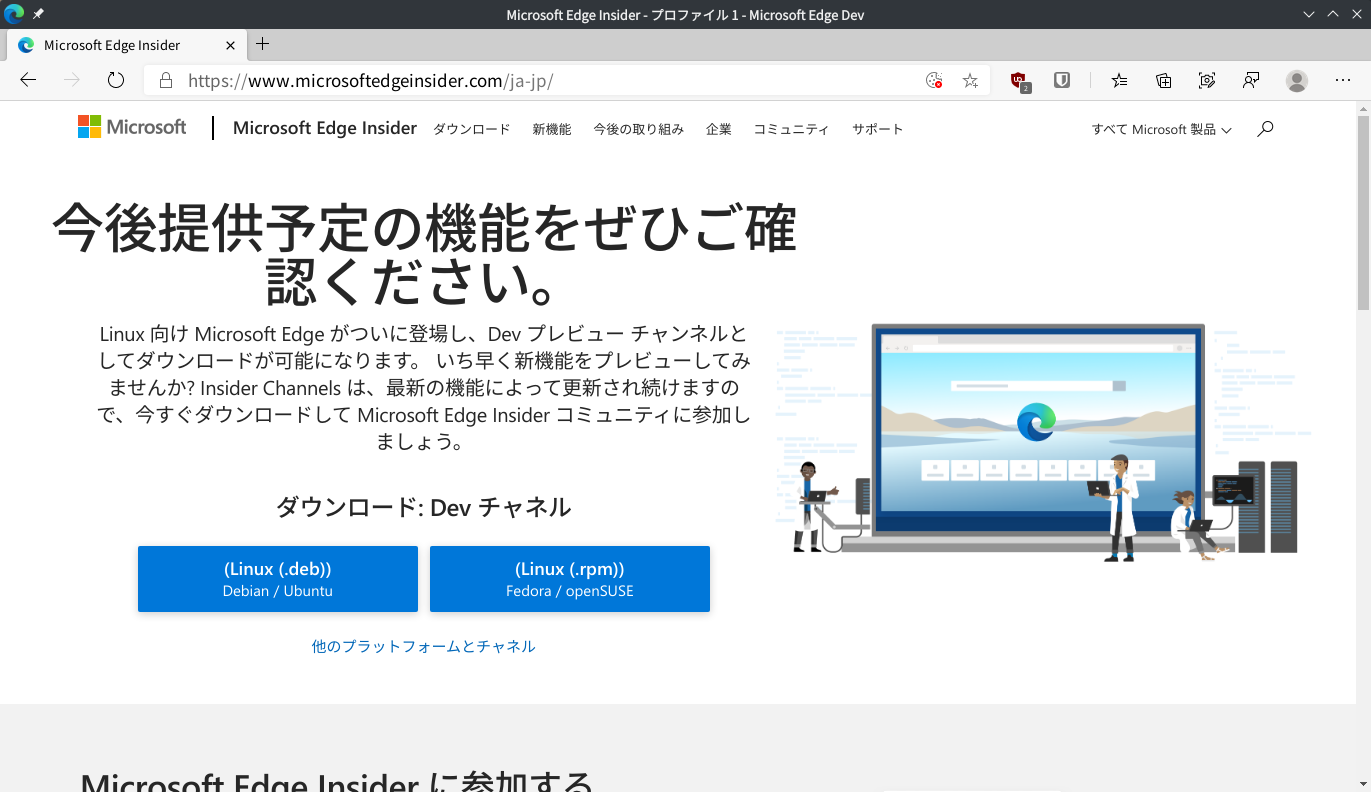 Microsoft Edge Insider - プロファイル 1 - Microsoft Edge Dev
Microsoft Edge Insider
https://www.microsoftedgeinsider.com/ja-jp/
2
Microsoft
Microsoft Edge Insider
ダウンロード
新機能
今後の取り組み
企業
コミュニティ
サポート
すべて Microsoft 製品
今後提供予定の機能をぜひご確
認ください。
Linux 向け Microsoft Edge がついに登場し、Dev プレビュー チャンネルと
してダウンロードが可能になります。 いち早く新機能をプレビューしてみ
ませんか? Insider Channels は、最新の機能によって更新され続けますの
で、今すぐダウンロードして Microsoft Edge Insider コミュニティに参加し
ましょう。
ダウンロード: Dev チャネル
(Linux (.deb))
Debian / Ubuntu
(Linux (.rpm))
Fedora / openSUSE
他のプラットフォームとチャネル
Microsoft Edge Insider に参加する